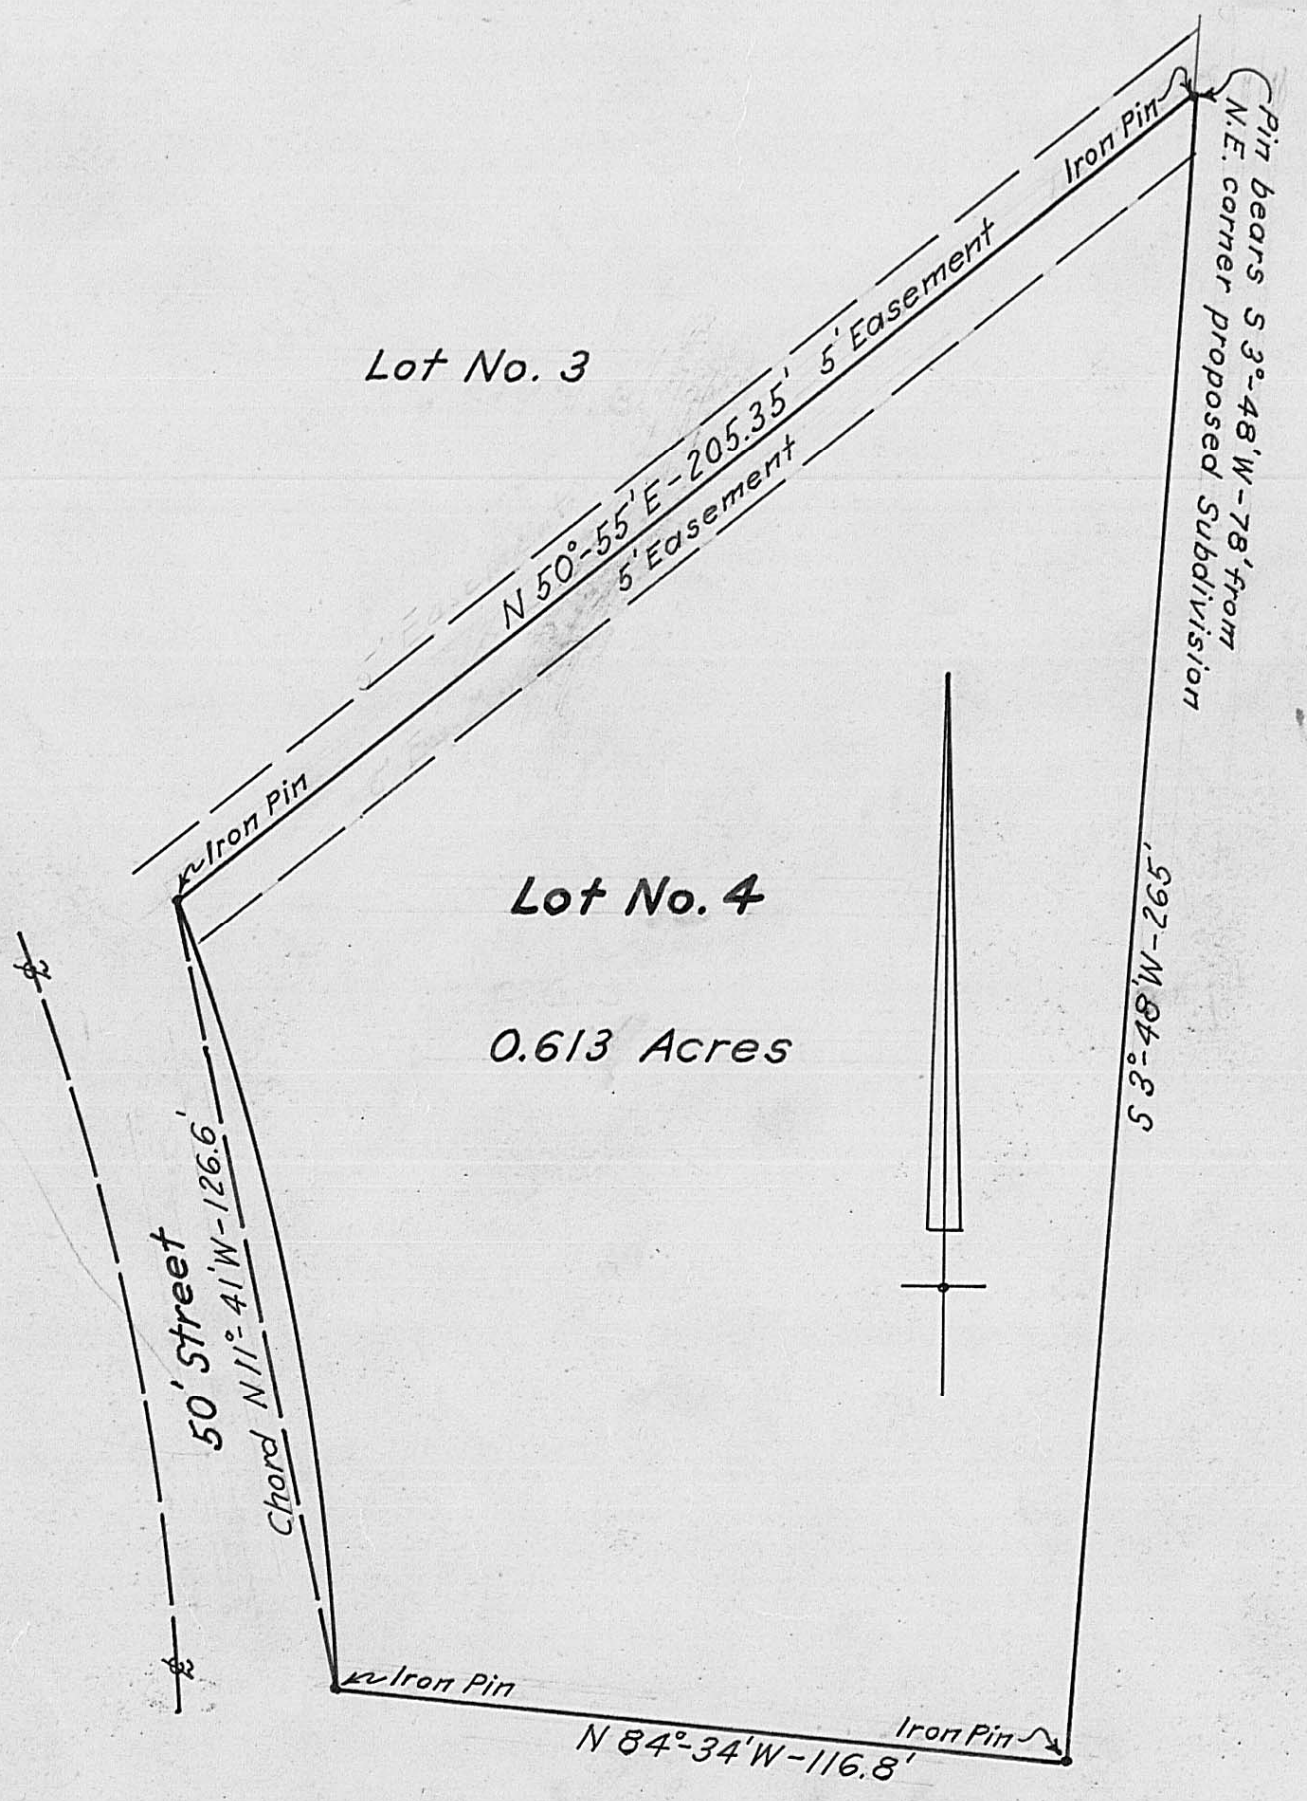 Iron Pin
Pin bears S 3°-48'W-78' from
N.E. corner proposed Subdivision
Lot No. 3
5' Easement
N 50°-55'E-205.35'
5' Easement
Iron Pin
Lot No. 4
0.613 Acres
S 3°-48'W-265'
℄
50' Street
Chord N11°-41'W-126.6'
℄
Iron Pin
Iron Pin
N 84°-34'W-116.8'